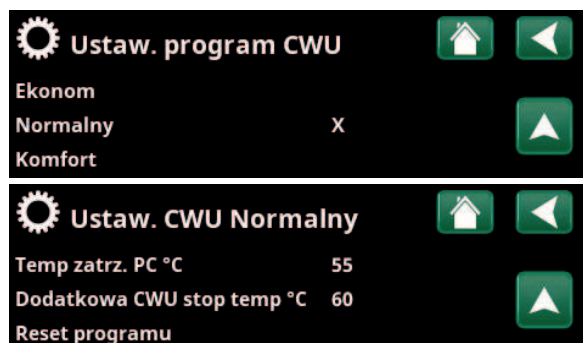 Ustaw. program CWU
Ekonom
Normalny X
Komfort
Ustaw. CWU Normalny
Temp zatrz. PC °C 55
Dodatkowa CWU stop temp °C 60
Reset programu